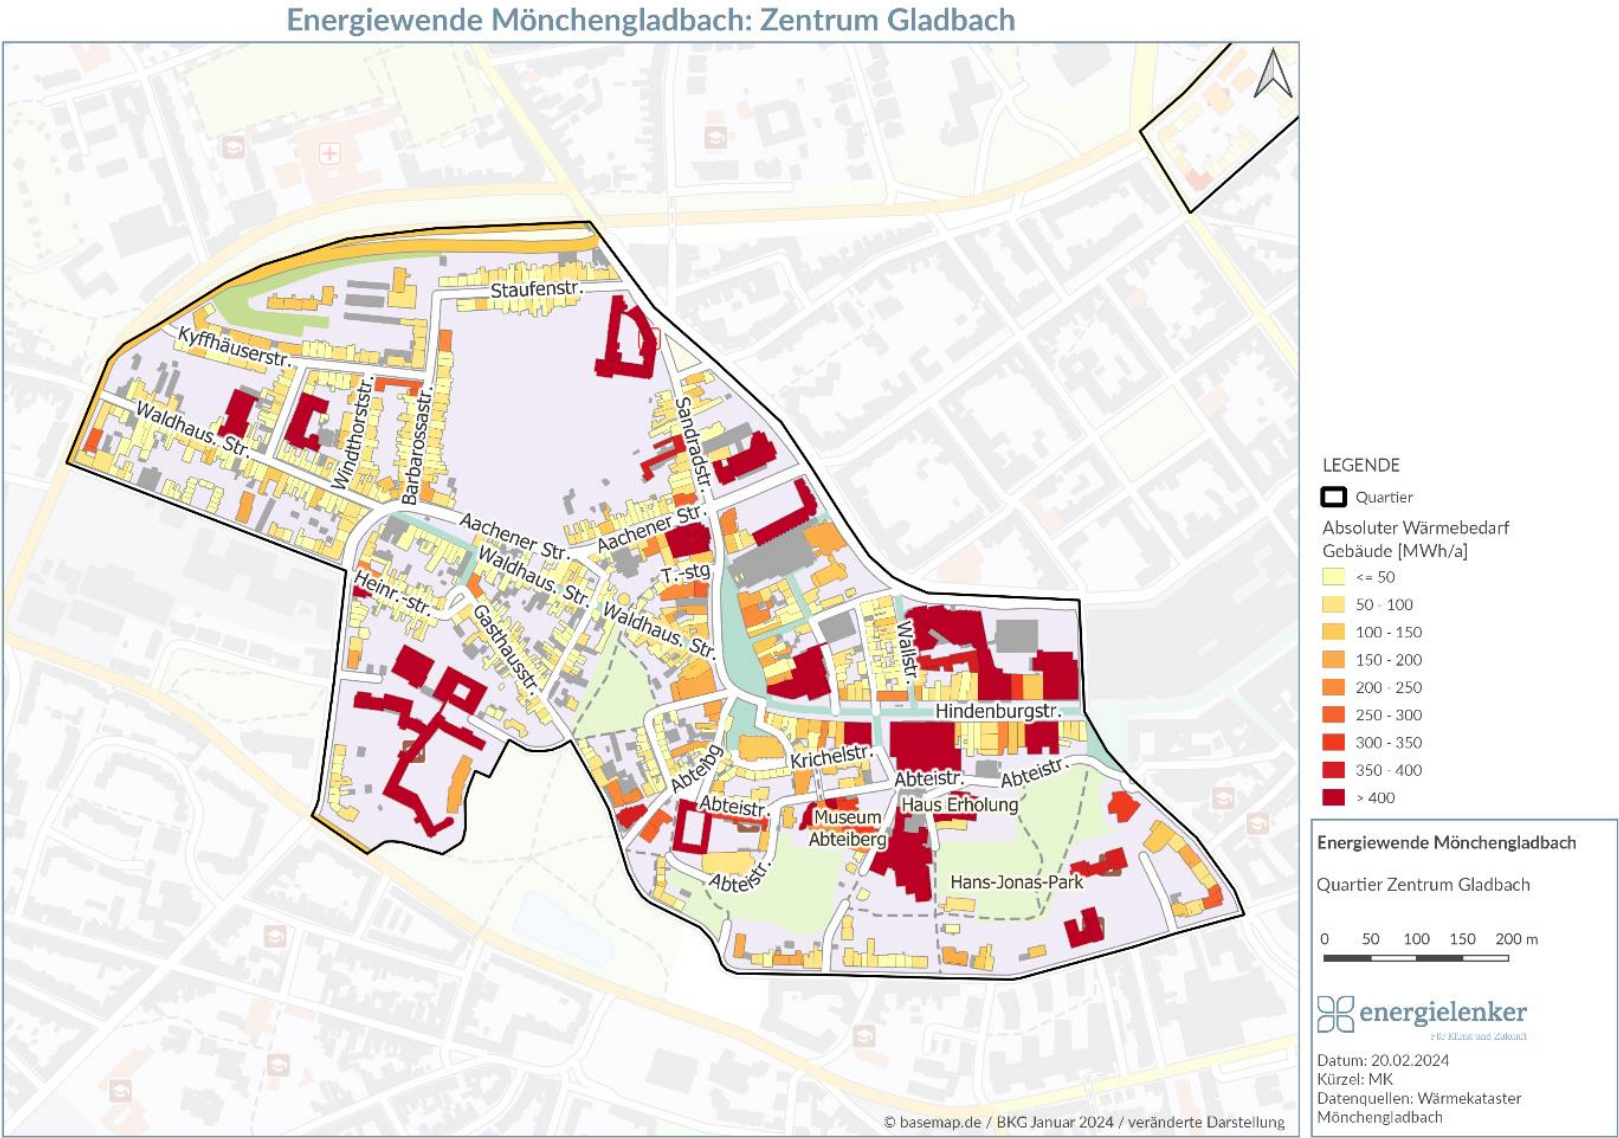 Energiewende Mönchengladbach: Zentrum Gladbach
Staufenstr.
Kyffhäuserstr.
Waldhaus. Str.
Windthorststr.
Barbarossastr.
Sandradstr.
Aachener Str.
Aachener Str.
Waldhaus. Str.
T.-stg
Heinr.-str.
Gasthausstr.
Waldhaus. Str.
Wallstr.
Hindenburgstr.
Krichelstr.
Abteibg
Abteistr.
Abteistr.
Abteistr.
Haus Erholung
Museum
Abteiberg
Abteistr.
Hans-Jonas-Park
© basemap.de / BKG Januar 2024 / veränderte Darstellung
LEGENDE
Quartier
Absoluter Wärmebedarf
Gebäude [MWh/a]
<= 50
50 - 100
100 - 150
150 - 200
200 - 250
250 - 300
300 - 350
350 - 400
> 400
Energiewende Mönchengladbach
Quartier Zentrum Gladbach
0 50 100 150 200 m
energielenker
Für Klima und Zukunft
Datum: 20.02.2024
Kürzel: MK
Datenquellen: Wärmekataster
Mönchengladbach